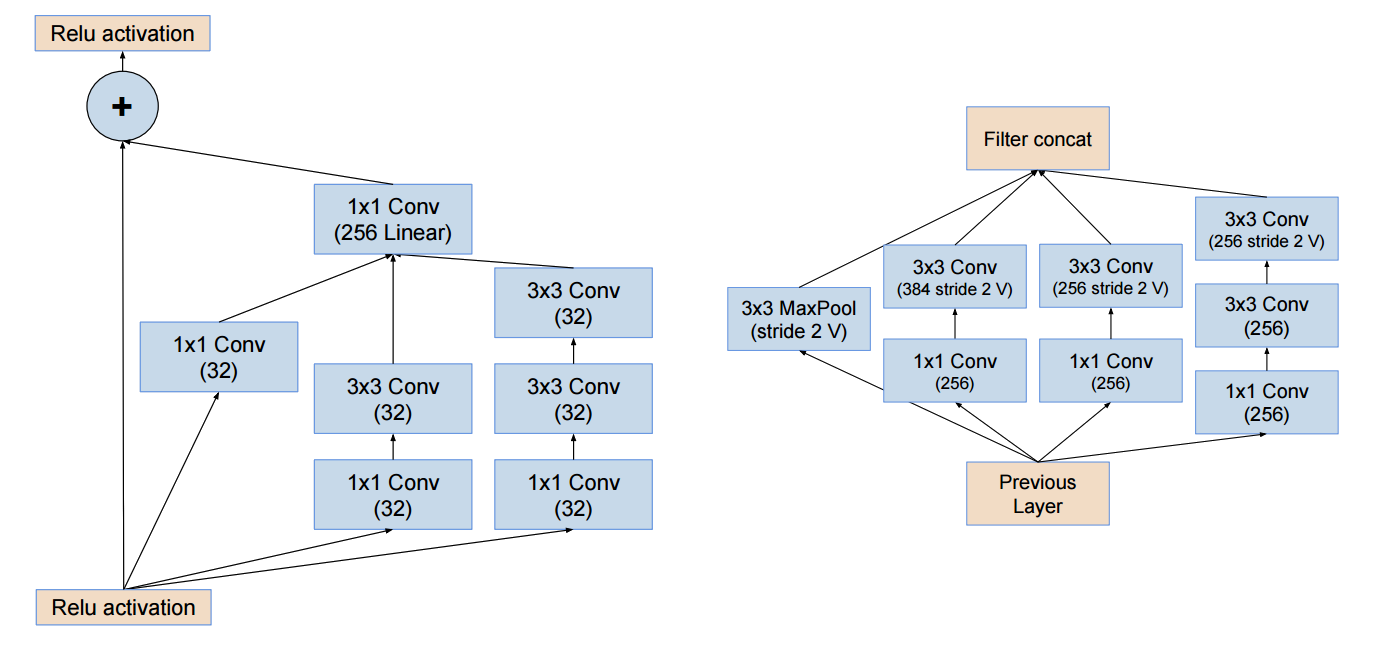 Relu activation
+
1x1 Conv
(256 Linear)
1x1 Conv
(32)
3x3 Conv
(32)
1x1 Conv
(32)
3x3 Conv
(32)
3x3 Conv
(32)
1x1 Conv
(32)
Relu activation
Filter concat
3x3 MaxPool
(stride 2 V)
3x3 Conv
(384 stride 2 V)
1x1 Conv
(256)
3x3 Conv
(256 stride 2 V)
1x1 Conv
(256)
3x3 Conv
(256 stride 2 V)
3x3 Conv
(256)
1x1 Conv
(256)
Previous
Layer